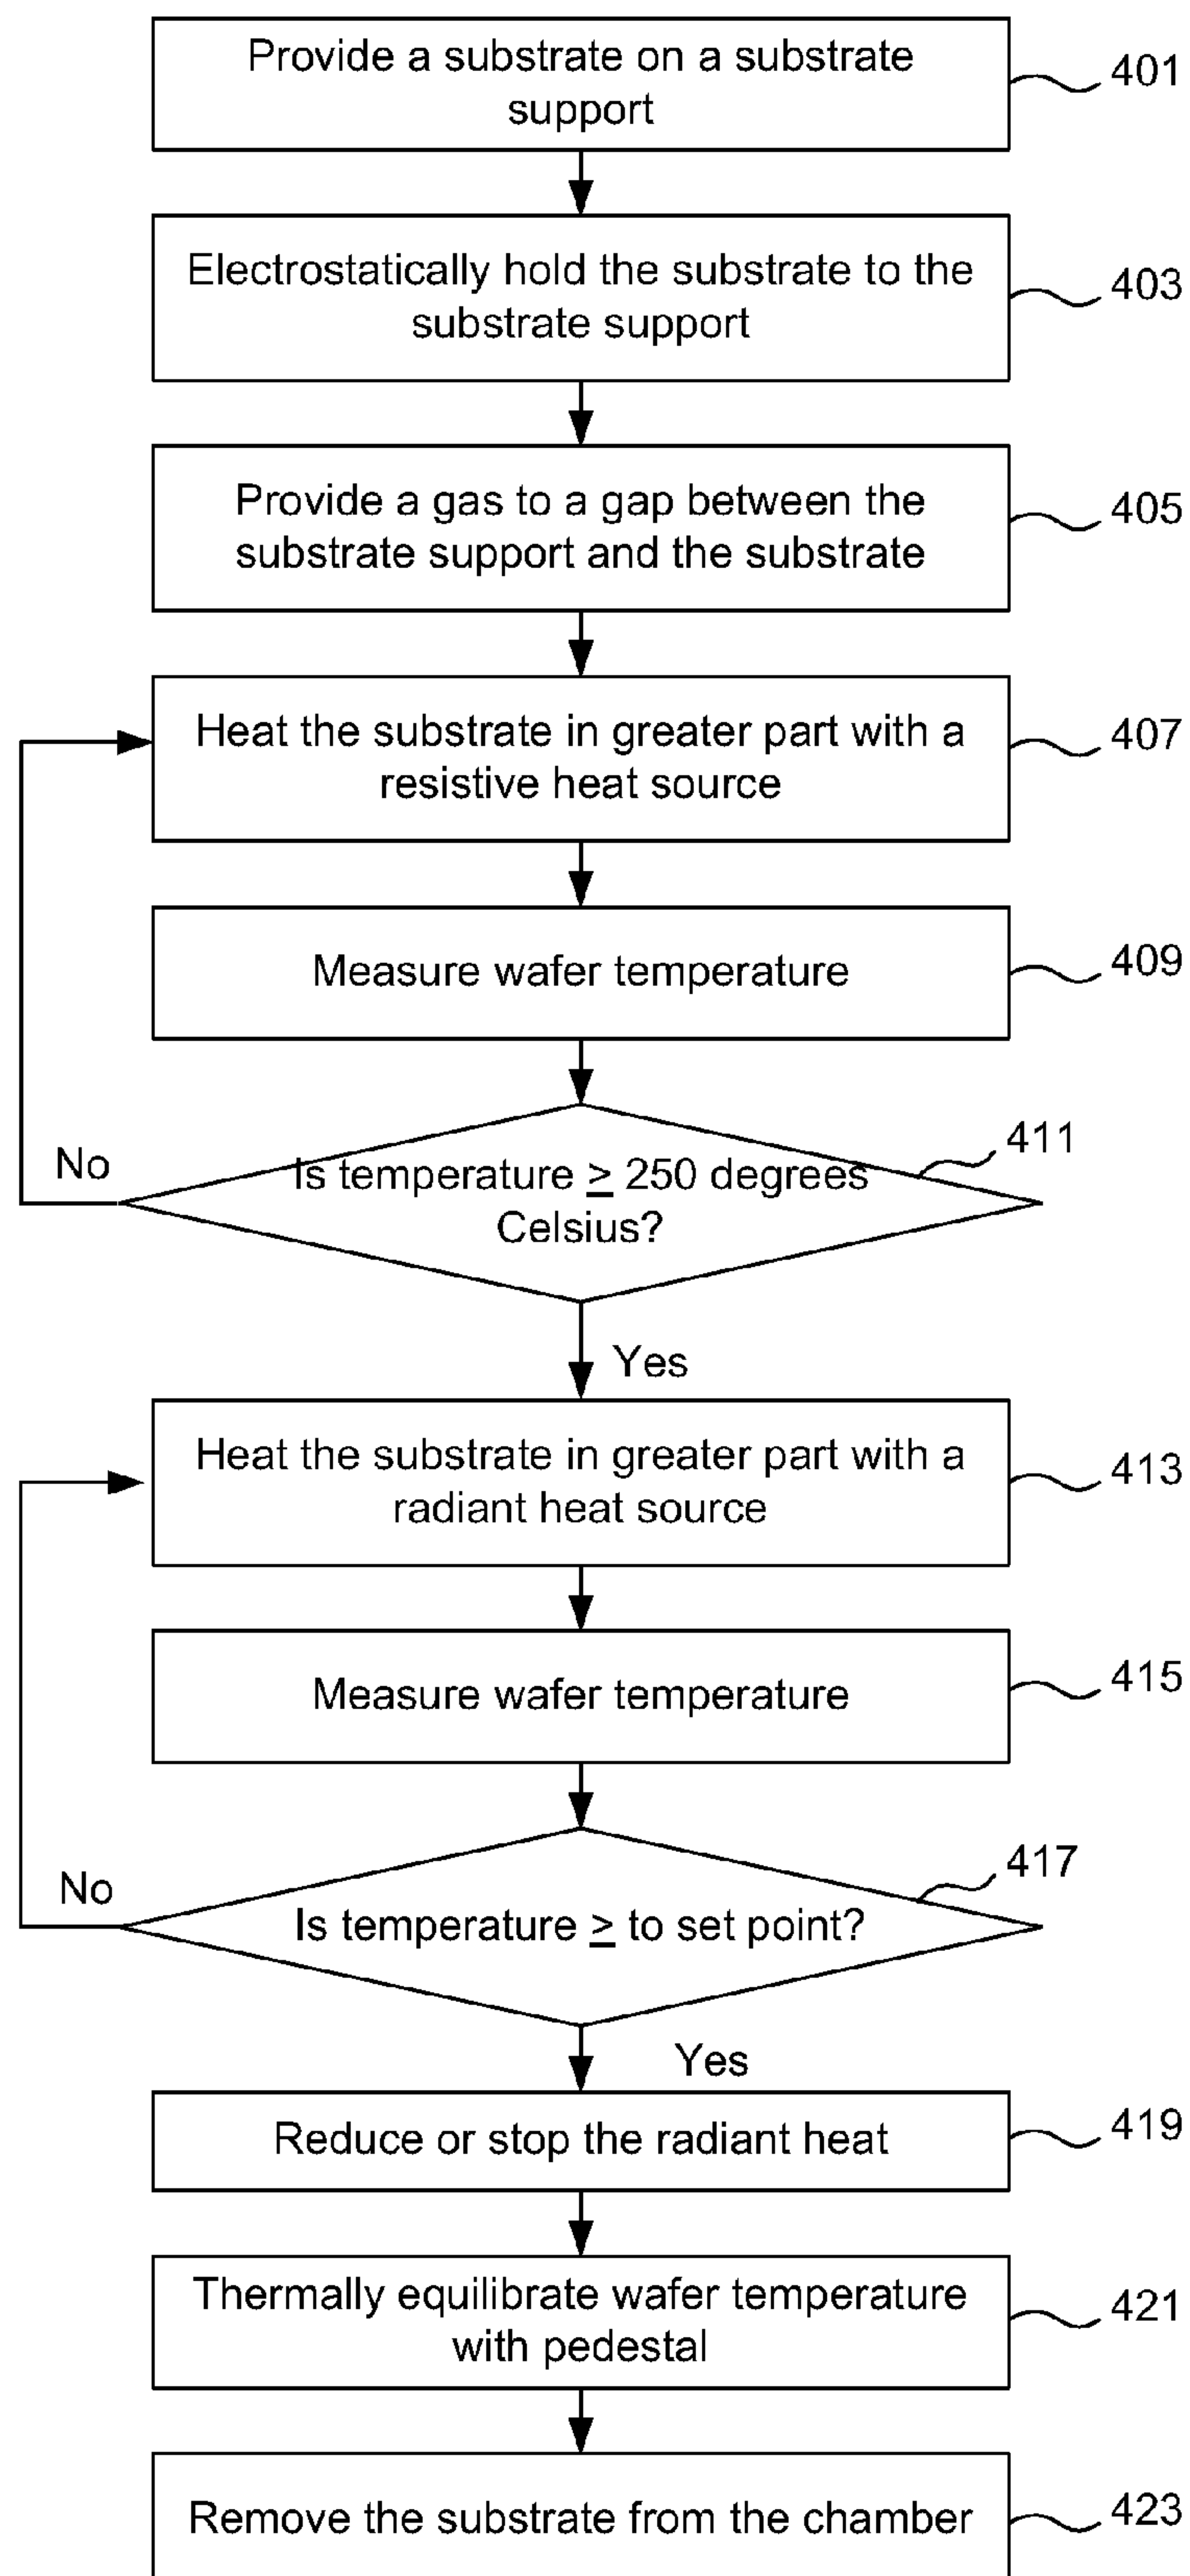 Provide a substrate on a substrate
support
401
Electrostatically hold the substrate to the
substrate support
403
Provide a gas to a gap between the
substrate support and the substrate
405
Heat the substrate in greater part with a
resistive heat source
407
Measure wafer temperature
409
Is temperature ≥ 250 degrees
Celsius?
411
No
Yes
Heat the substrate in greater part with a
radiant heat source
413
Measure wafer temperature
415
Is temperature ≥ to set point?
417
No
Yes
Reduce or stop the radiant heat
419
Thermally equilibrate wafer temperature
with pedestal
421
Remove the substrate from the chamber
423